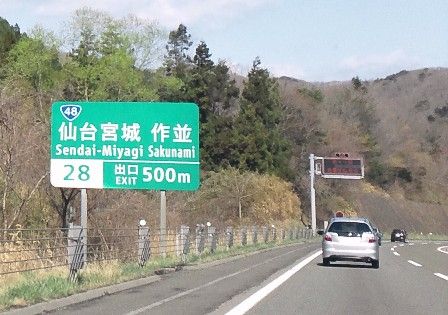 48
仙台宮城 作並
Sendai-Miyagi Sakunami
28 出口 EXIT 500m